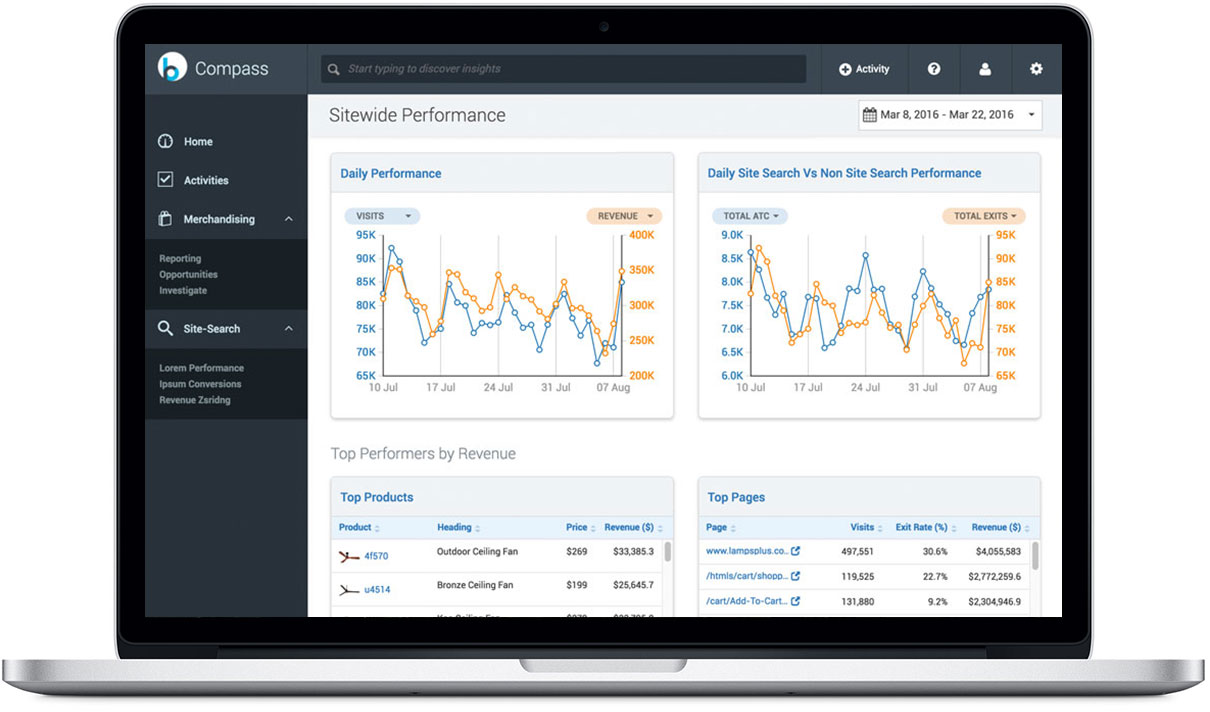 Compass
Start typing to discover insights
Activity
Home
Activities
Merchandising
Reporting
Opportunities
Investigate
Site-Search
Lorem Performance
Ipsum Conversions
Revenue Zsridng
Sitewide Performance
Mar 8, 2016 - Mar 22, 2016
Daily Performance
VISITS REVENUE
95K 400K
90K
350K
85K
80K 300K
75K
250K
70K
65K 200K
10 Jul 17 Jul 24 Jul 31 Jul 07 Aug
Daily Site Search Vs Non Site Search Performance
TOTAL ATC TOTAL EXITS
9.0K 95K
8.5K 90K
8.0K 85K
7.5K 80K
7.0K 75K
6.5K 70K
6.0K 65K
10 Jul 17 Jul 24 Jul 31 Jul 07 Aug
Top Performers by Revenue
Top Products
Product Heading Price Revenue ($)
4f570 Outdoor Ceiling Fan $269 $33,385.3
u4514 Bronze Ceiling Fan $199 $25,645.7
Top Pages
Page Visits Exit Rate (%) Revenue ($)
www.lampsplus.co.. 497,551 30.6% $4,055,583
/htmls/cart/shopp... 119,525 22.7% $2,772,259.6
/cart/Add-To-Cart... 131,880 9.2% $2,304,946.9